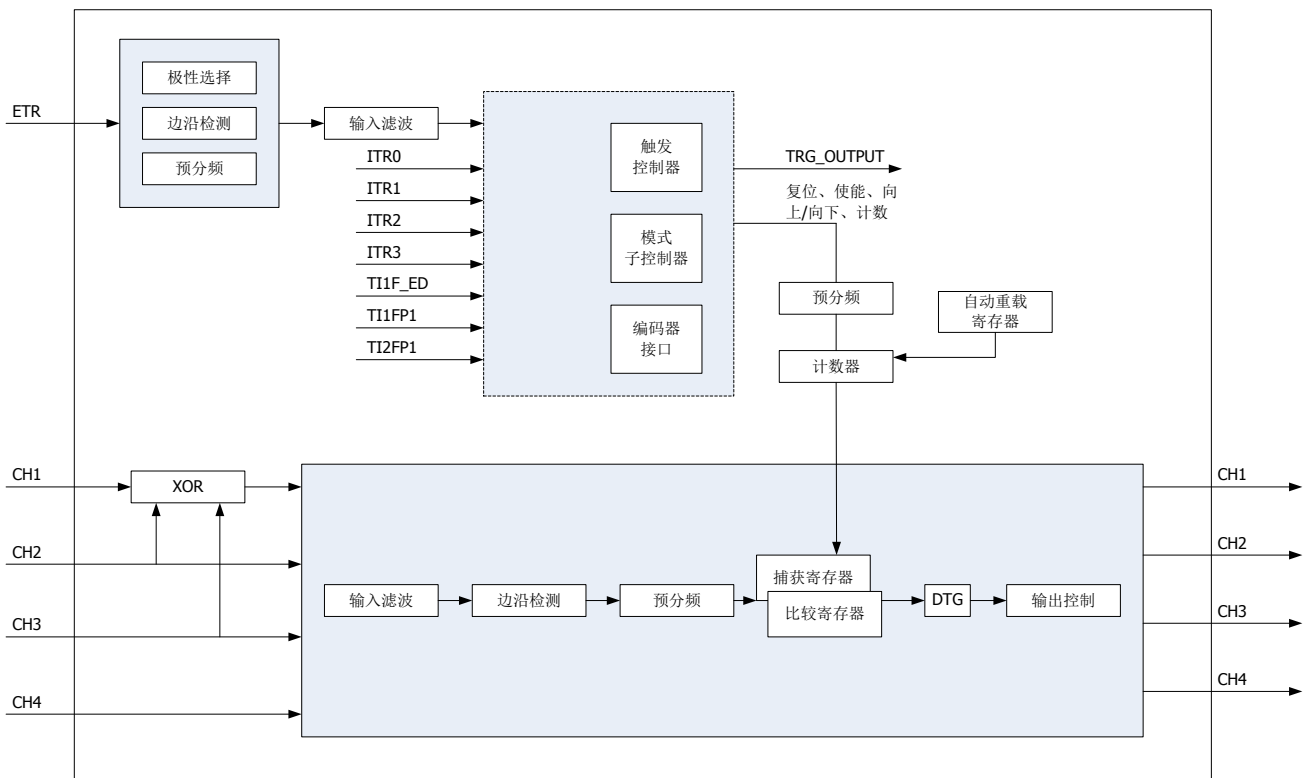 ETR
极性选择
边沿检测
预分频
输入滤波
ITR0
ITR1
ITR2
ITR3
TI1F_ED
TI1FP1
TI2FP1
触发
控制器
模式
子控制器
编码器
接口
TRG_OUTPUT
复位、使能、向
上/向下、计数
预分频
自动重载
寄存器
计数器
CH1
XOR
CH2
CH3
CH4
输入滤波
边沿检测
预分频
捕获寄存器
比较寄存器
DTG
输出控制
CH1
CH2
CH3
CH4